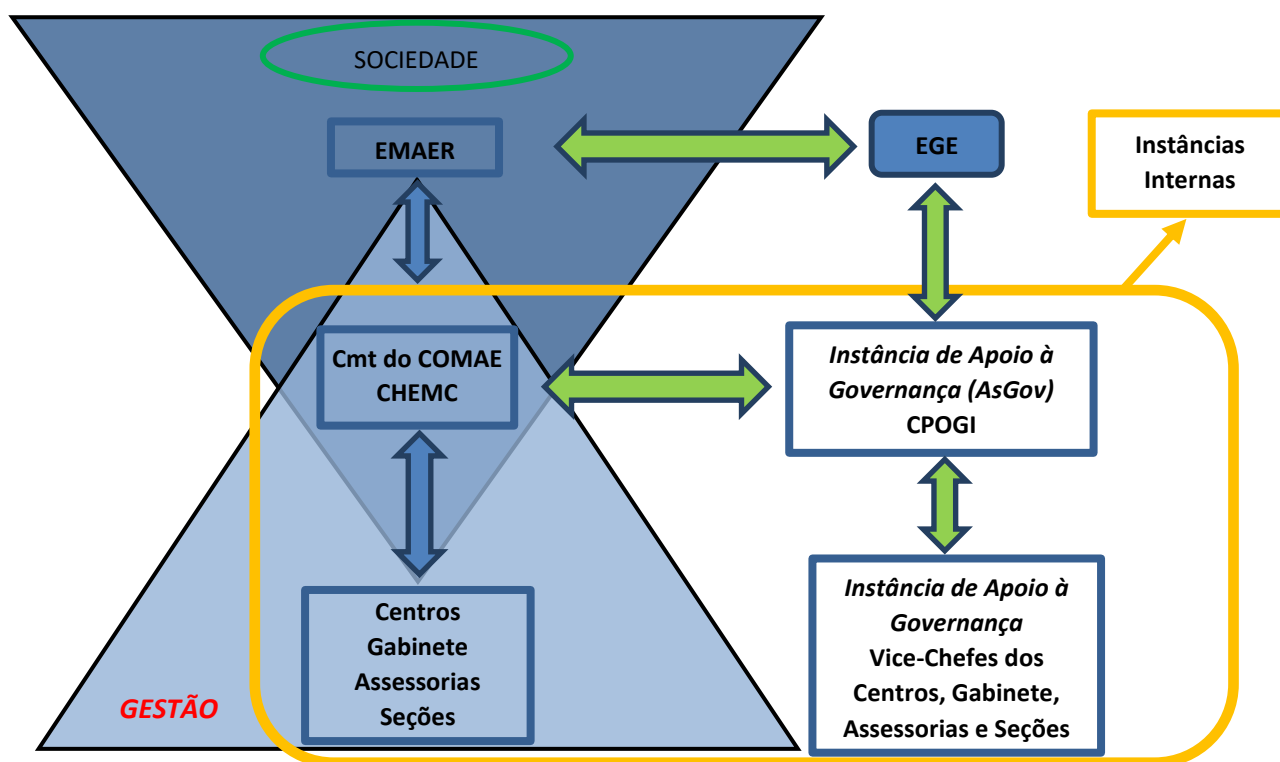 SOCIEDADE
EMAER
EGE
Instâncias
Internas
Cmt do COMAE
CHEMC
Instância de Apoio à
Governança (AsGov)
CPOGI
Centros
Gabinete
Assessorias
Seções
Instância de Apoio à
Governança
Vice-Chefes dos
Centros, Gabinete,
Assessorias e Seções
GESTÃO